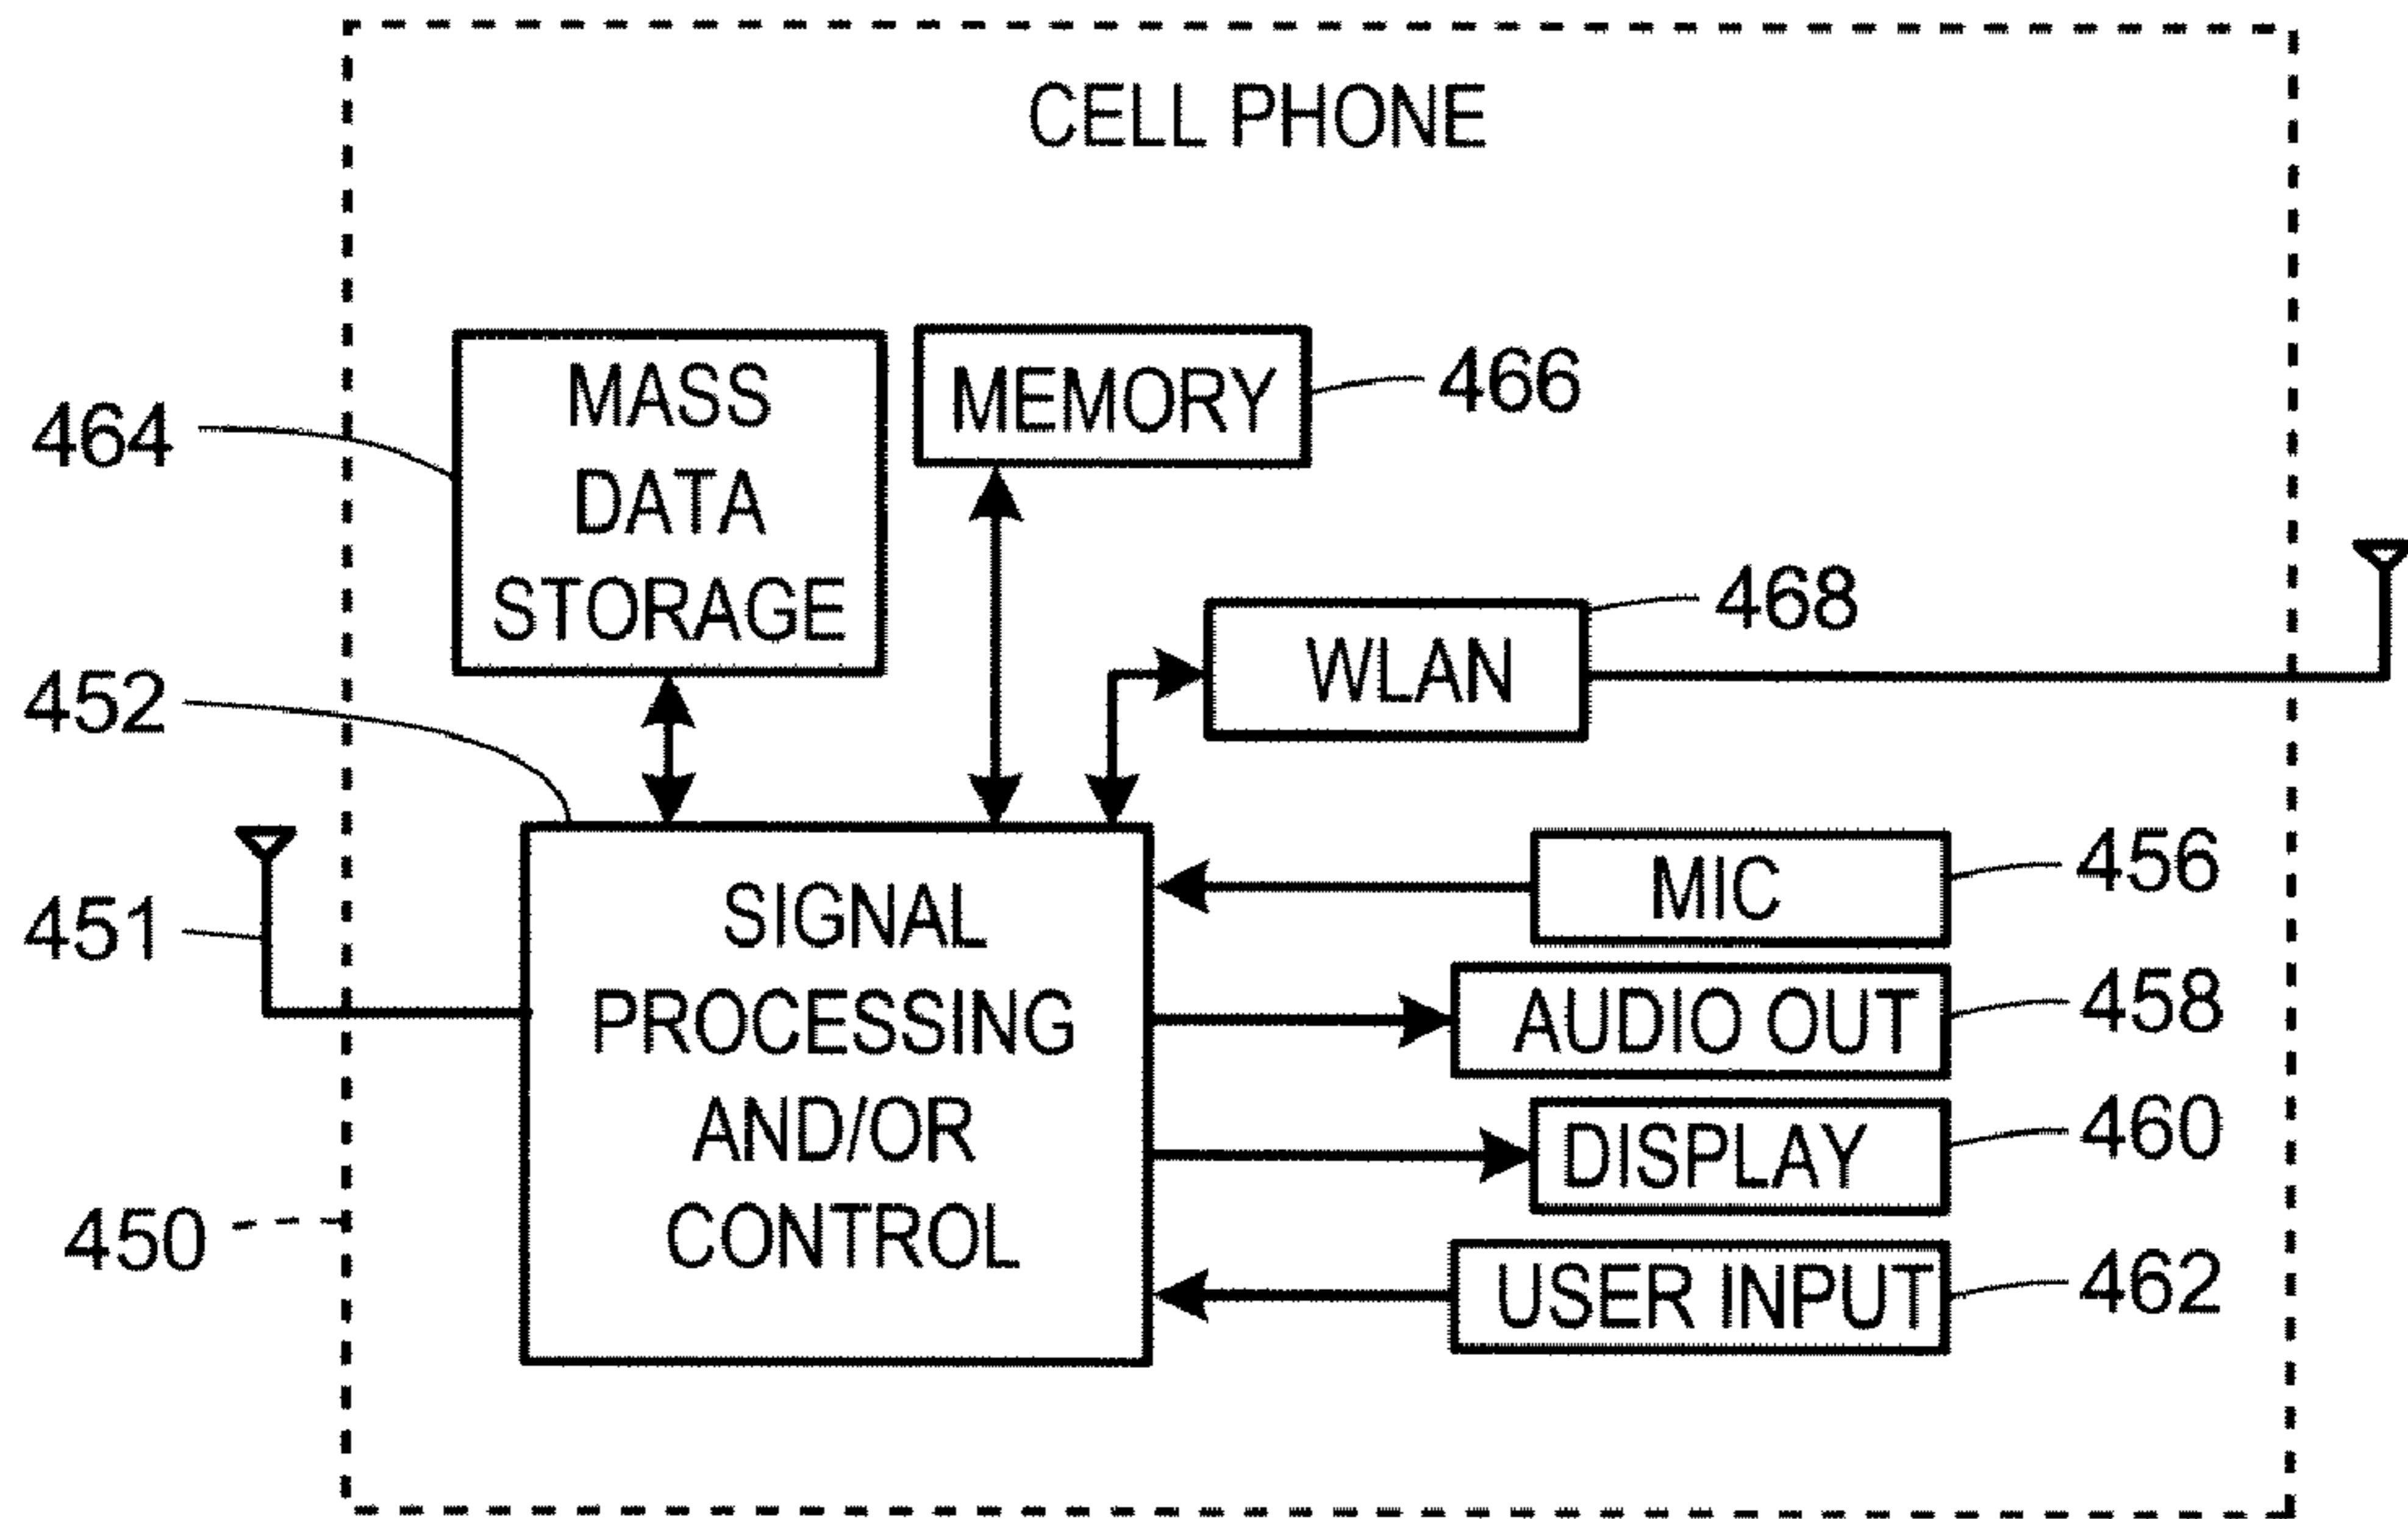 CELL PHONE
MASS
DATA
STORAGE
464
MEMORY
466
WLAN
468
452
451
450
SIGNAL
PROCESSING
AND/OR
CONTROL
MIC
456
AUDIO OUT
458
DISPLAY
460
USER INPUT
462